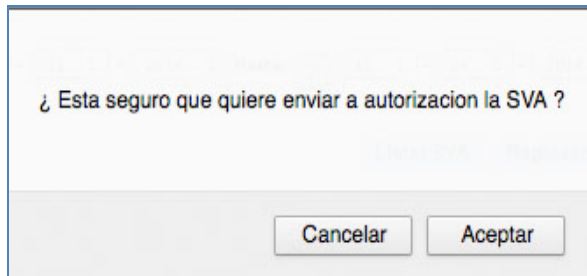 ¿ Esta seguro que quiere enviar a autorizacion la SVA ?
Cancelar Aceptar